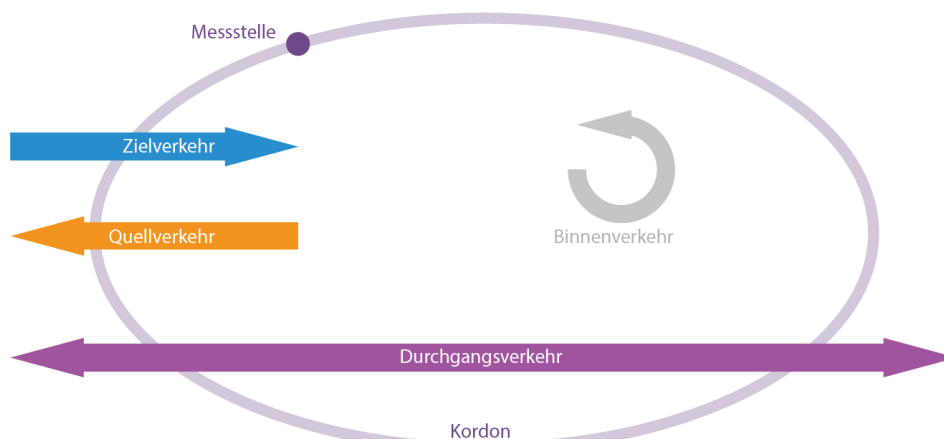 Messstelle
Zielverkehr
Quellverkehr
Binnenverkehr
Durchgangsverkehr
Kordon